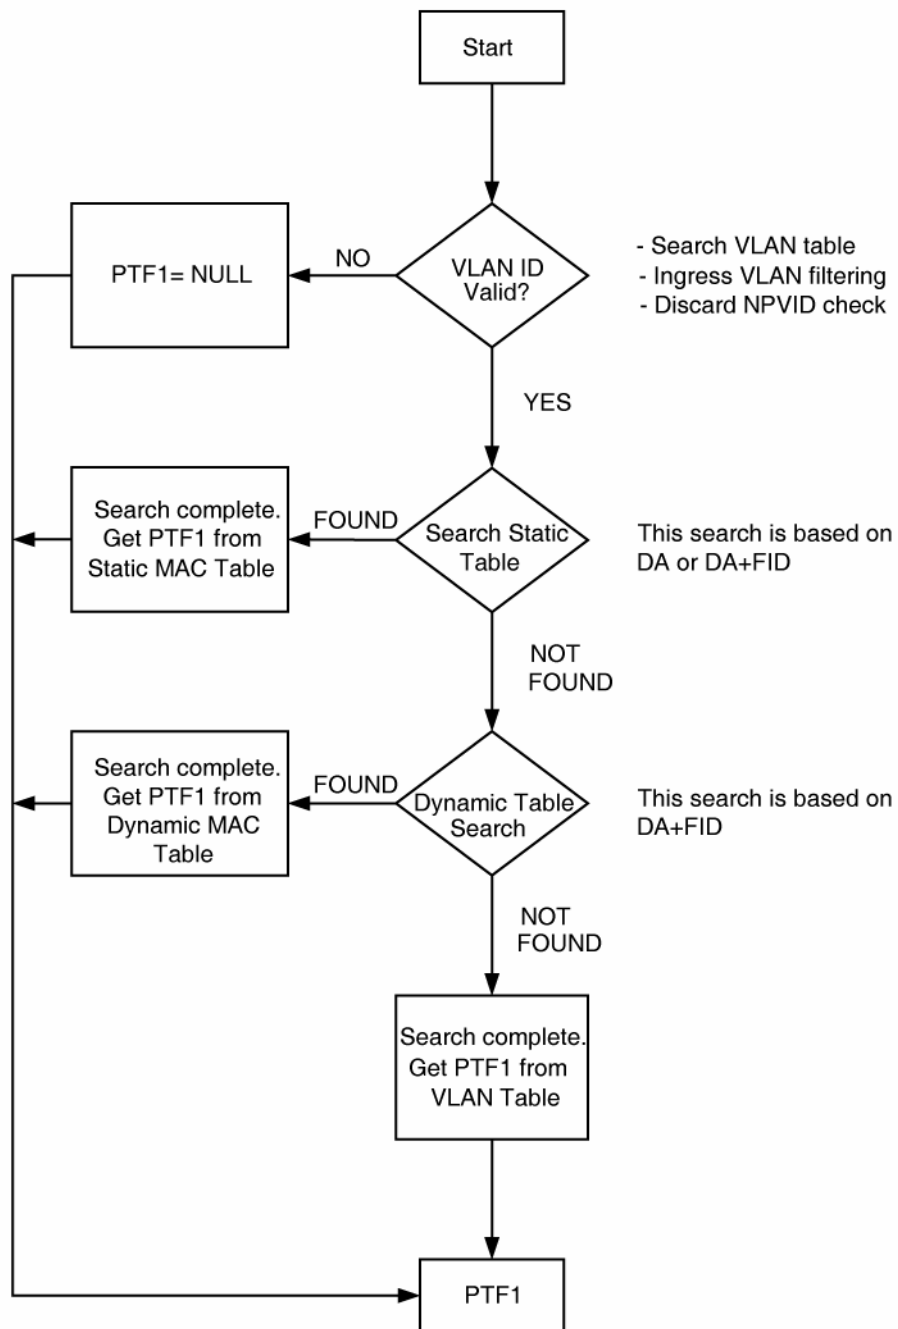 Start
NO
PTF1= NULL
VLAN ID
Valid?
- Search VLAN table
- Ingress VLAN filtering
- Discard NPVID check
YES
Search complete.
Get PTF1 from
Static MAC Table
FOUND
Search Static
Table
This search is based on
DA or DA+FID
NOT
FOUND
Search complete.
Get PTF1 from
Dynamic MAC
Table
FOUND
Dynamic Table
Search
This search is based on
DA+FID
NOT
FOUND
Search complete.
Get PTF1 from
VLAN Table
PTF1